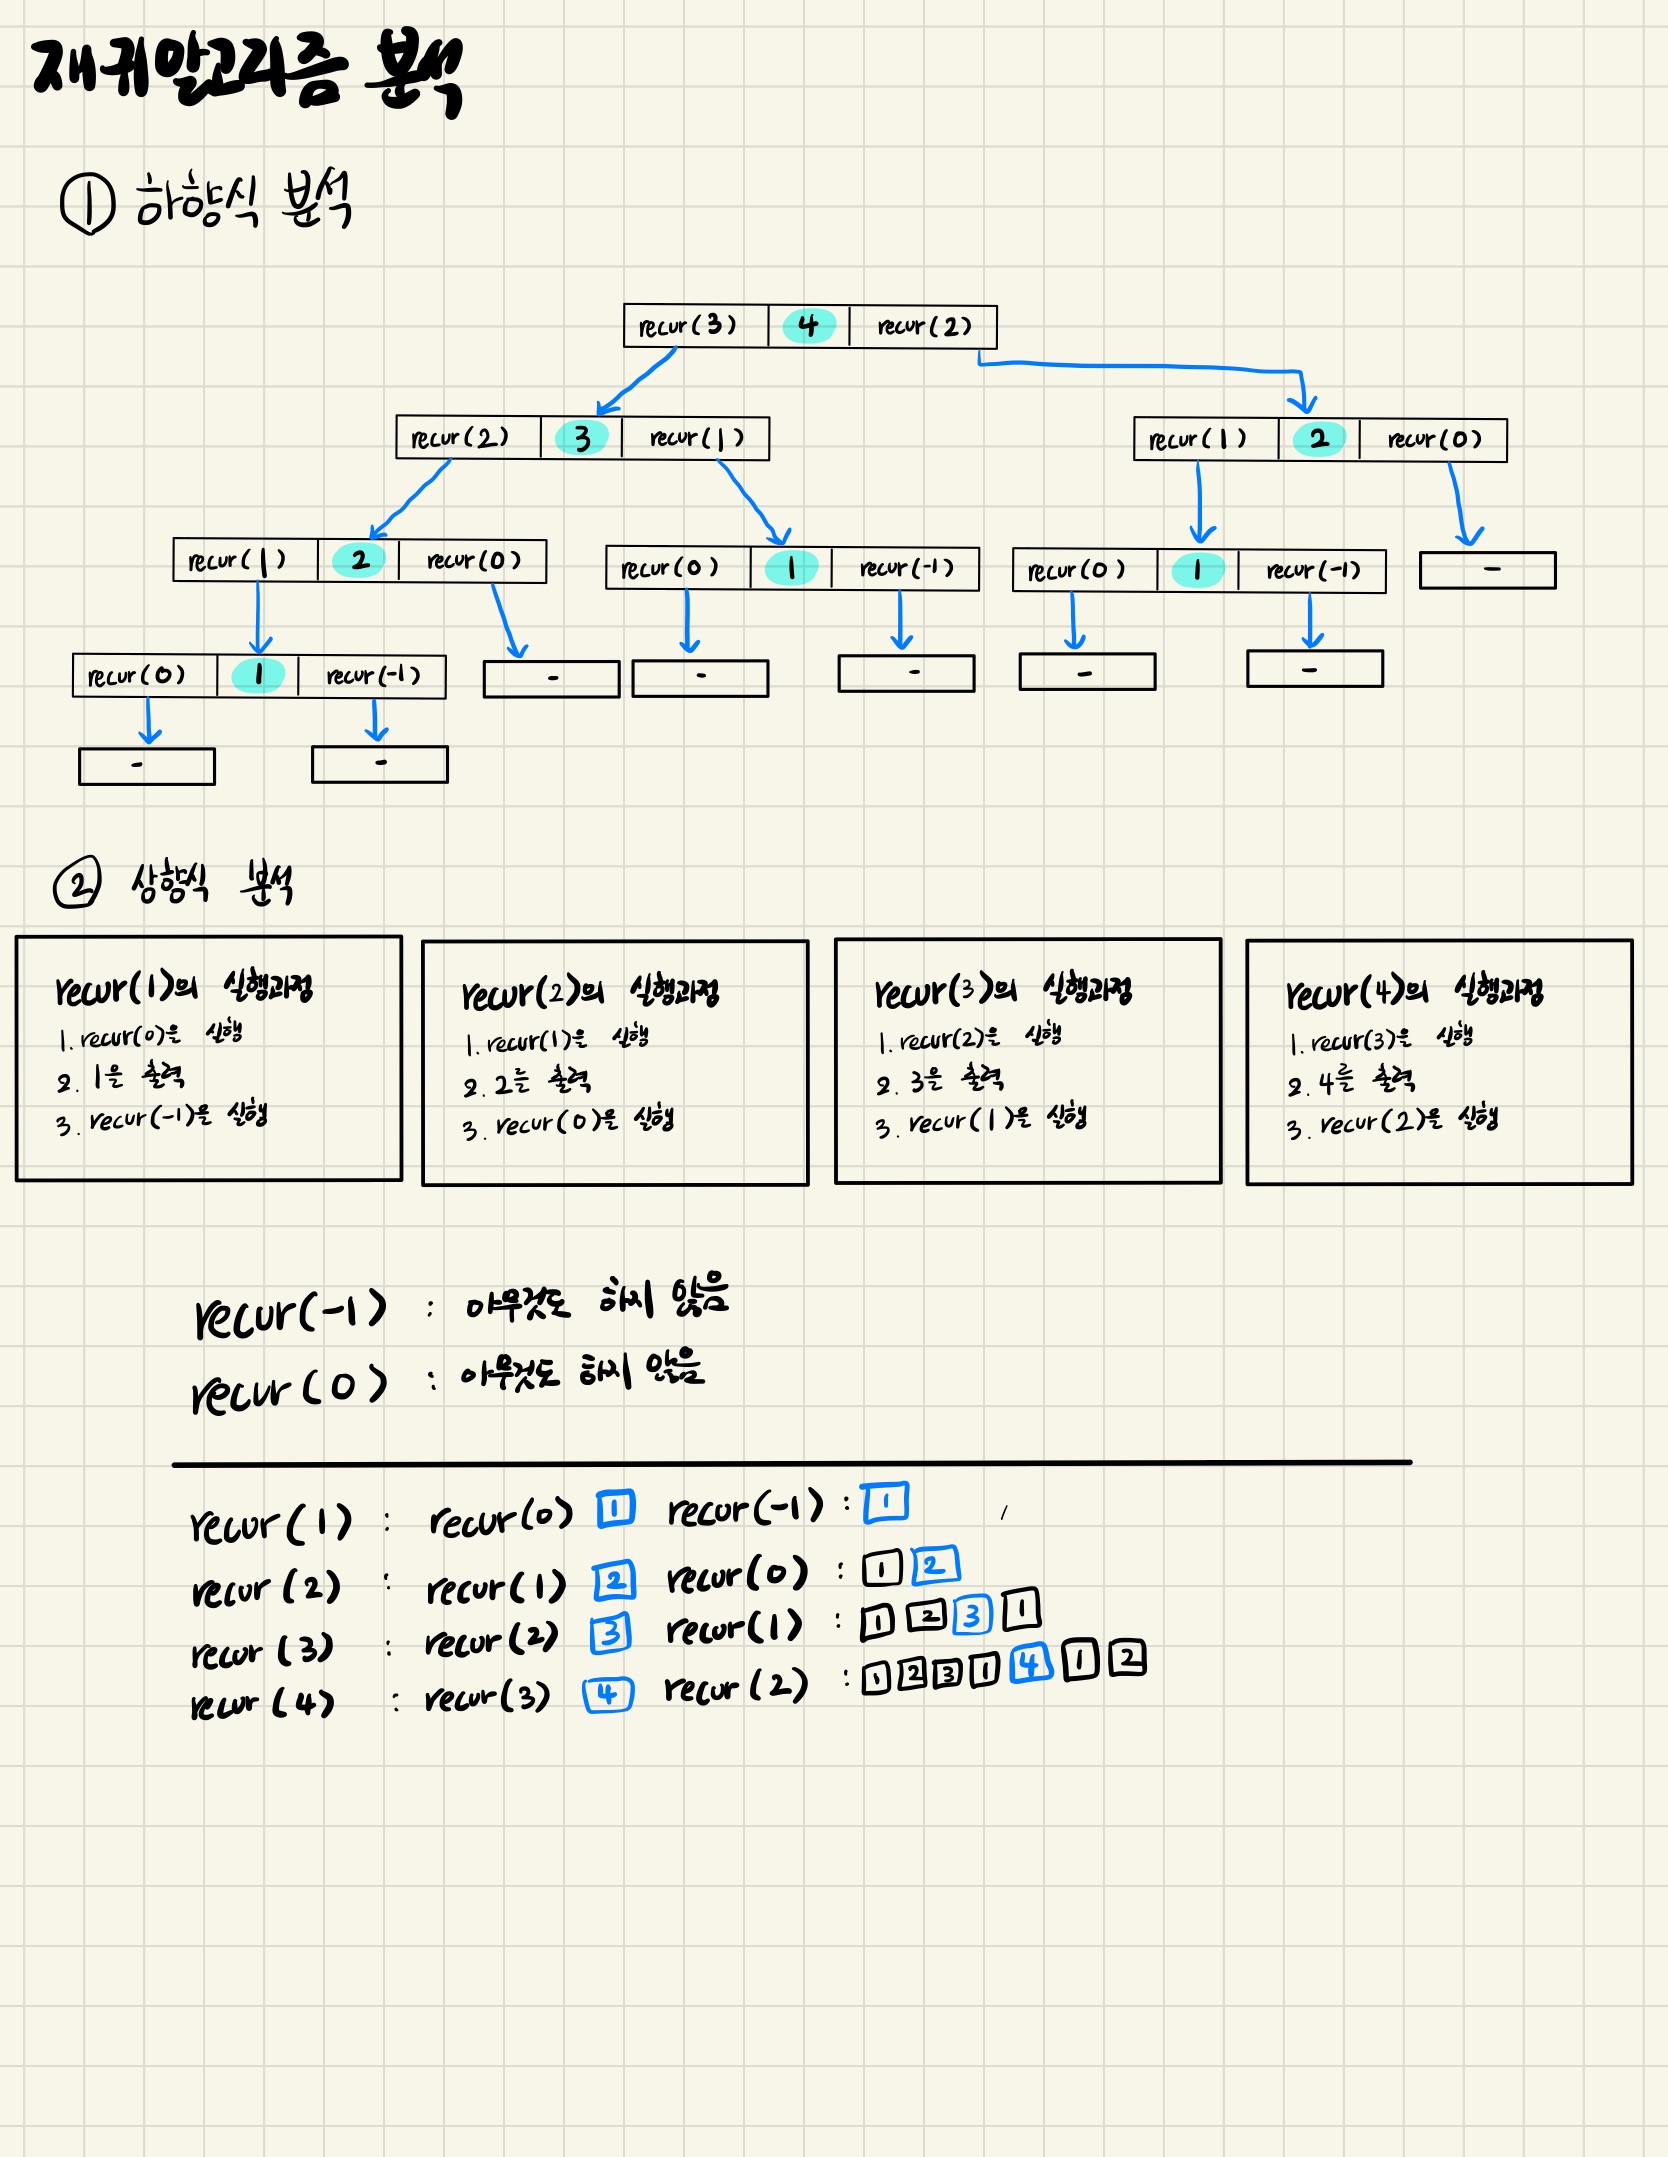 재귀알고리즘 분석
① 하향식 분석
recur(3) 4 recur(2)
recur(2) 3 recur(1) recur(1) 2 recur(0)
recur(1) 2 recur(0) recur(0) 1 recur(-1) recur(0) 1 recur(-1) -
recur(0) 1 recur(-1) - - - - -
- -
② 상향식 분석
recur(1)의 실행과정
1. recur(0)을 실행
2. 1을 출력
3. recur(-1)을 실행
recur(2)의 실행과정
1. recur(1)을 실행
2. 2를 출력
3. recur(0)을 실행
recur(3)의 실행과정
1. recur(2)을 실행
2. 3을 출력
3. recur(1)을 실행
recur(4)의 실행과정
1. recur(3)을 실행
2. 4를 출력
3. recur(2)을 실행
recur(-1) : 아무것도 하지 않음
recur(0) : 아무것도 하지 않음
recur(1) : recur(0) 1 recur(-1) : 1
recur(2) : recur(1) 2 recur(0) : 1 2
recur(3) : recur(2) 3 recur(1) : 1 2 3 1
recur(4) : recur(3) 4 recur(2) : 1 2 3 1 4 1 2